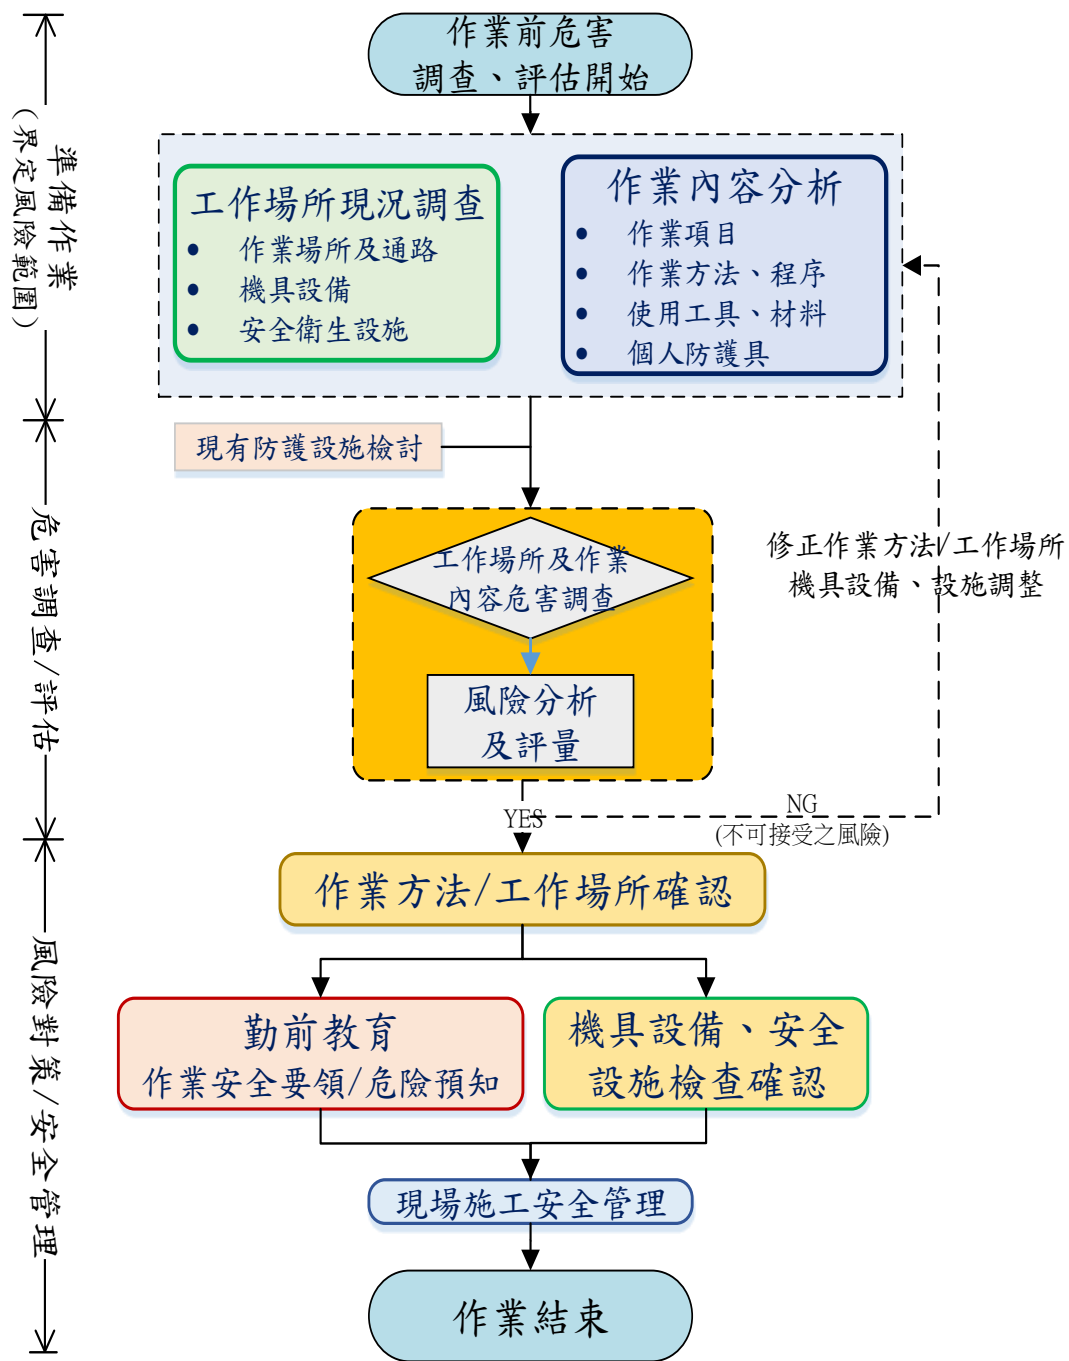 作業前危害
調查、評估開始
準備作業
(界定風險範圍)
工作場所現況調查
• 作業場所及通路
• 機具設備
• 安全衛生設施
作業內容分析
• 作業項目
• 作業方法、程序
• 使用工具、材料
• 個人防護具
現有防護設施檢討
危害調查/評估
工作場所及作業
內容危害調查
風險分析
及評量
修正作業方法/工作場所
機具設備、設施調整
YES
NG
(不可接受之風險)
作業方法/工作場所確認
風險對策/安全管理
勤前教育
作業安全要領/危險預知
機具設備、安全
設施檢查確認
現場施工安全管理
作業結束